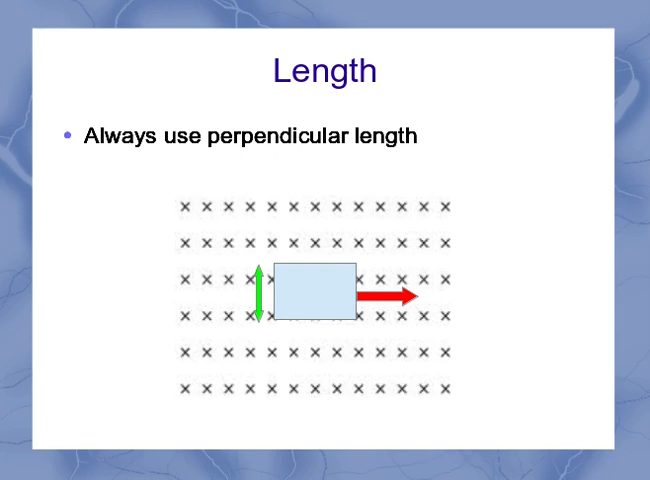 Length
• Always use perpendicular length
× × × × × × × × × × × × ×
× × × × × × × × × × × × ×
× × × × × × × × × ×
× × × × × × × × × ×
× × × × × × × × × × × × ×
× × × × × × × × × × × × ×